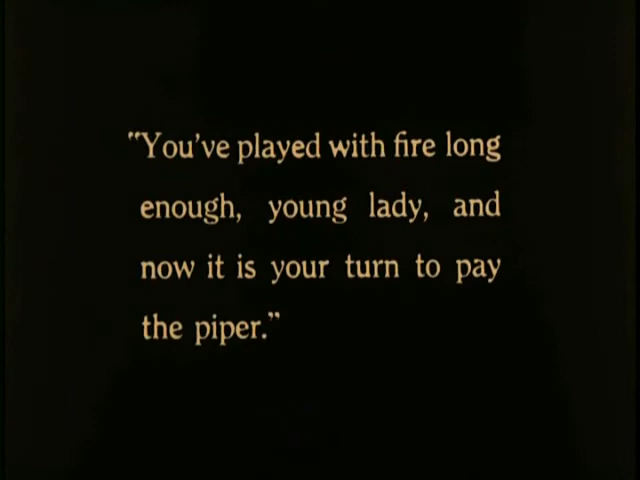 "You've played with fire long
enough, young lady, and
now it is your turn to pay
the piper."